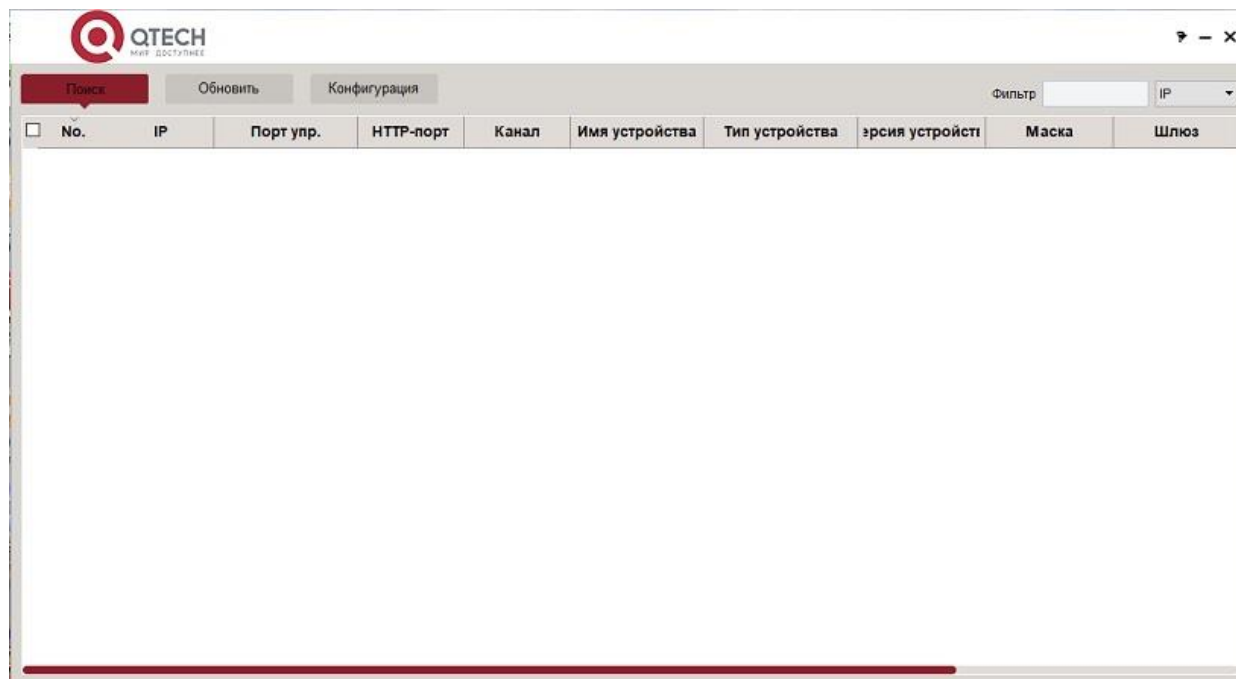 QTECH
МИР ДОСТУПНЕЕ
Поиск Обновить Конфигурация Фильтр IP
No. IP Порт упр. HTTP-порт Канал Имя устройства Тип устройства ерсия устройств Маска Шлюз